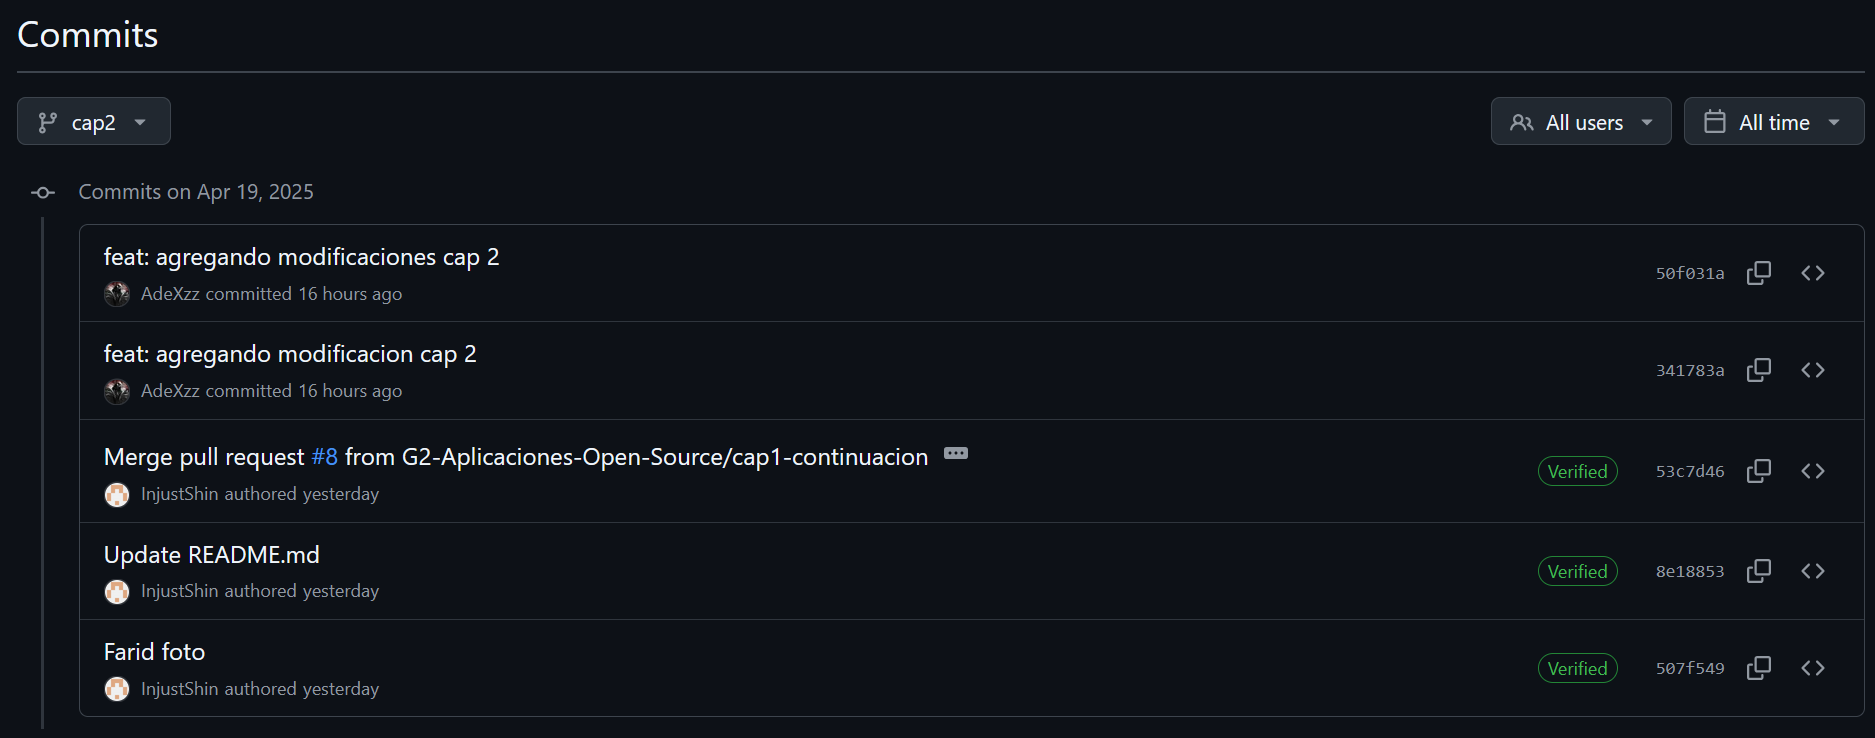 Commits
cap2
All users
All time
Commits on Apr 19, 2025
feat: agregando modificaciones cap 2
AdeXzz committed 16 hours ago
50f031a
feat: agregando modificacion cap 2
AdeXzz committed 16 hours ago
341783a
Merge pull request #8 from G2-Aplicaciones-Open-Source/cap1-continuacion
InjustShin authored yesterday
Verified
53c7d46
Update README.md
InjustShin authored yesterday
Verified
8e18853
Farid foto
InjustShin authored yesterday
Verified
507f549